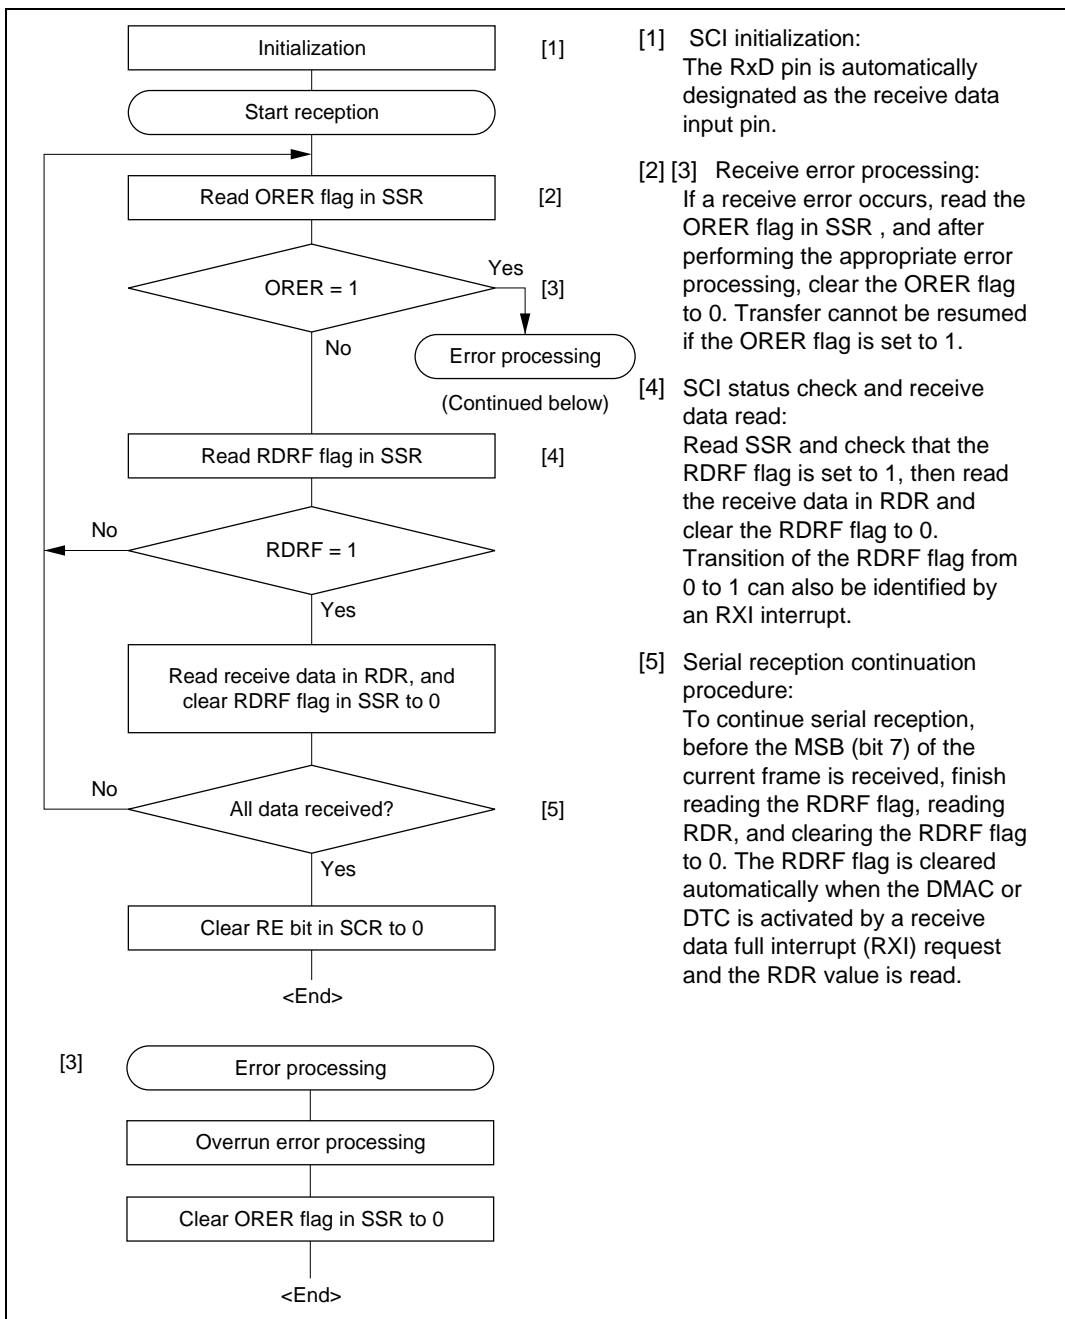 Initialization
[1]
Start reception
Read ORER flag in SSR
[2]
ORER = 1
Yes
[3]
No
Error processing
(Continued below)
Read RDRF flag in SSR
[4]
No
RDRF = 1
Yes
Read receive data in RDR, and
clear RDRF flag in SSR to 0
No
All data received?
[5]
Yes
Clear RE bit in SCR to 0
<End>
[3]
Error processing
Overrun error processing
Clear ORER flag in SSR to 0
<End>
[1] SCI initialization:
The RxD pin is automatically
designated as the receive data
input pin.
[2] [3] Receive error processing:
If a receive error occurs, read the
ORER flag in SSR , and after
performing the appropriate error
processing, clear the ORER flag
to 0. Transfer cannot be resumed
if the ORER flag is set to 1.
[4] SCI status check and receive
data read:
Read SSR and check that the
RDRF flag is set to 1, then read
the receive data in RDR and
clear the RDRF flag to 0.
Transition of the RDRF flag from
0 to 1 can also be identified by
an RXI interrupt.
[5] Serial reception continuation
procedure:
To continue serial reception,
before the MSB (bit 7) of the
current frame is received, finish
reading the RDRF flag, reading
RDR, and clearing the RDRF flag
to 0. The RDRF flag is cleared
automatically when the DMAC or
DTC is activated by a receive
data full interrupt (RXI) request
and the RDR value is read.